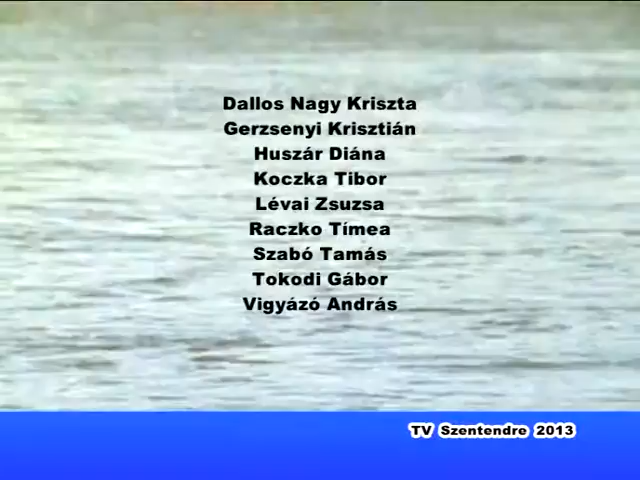 Dallos Nagy Kriszta
Gerzsenyi Krisztián
Huszár Diána
Koczka Tibor
Lévai Zsuzsa
Raczko Tímea
Szabó Tamás
Tokodi Gábor
Vigyázó András
TV Szentendre 2013